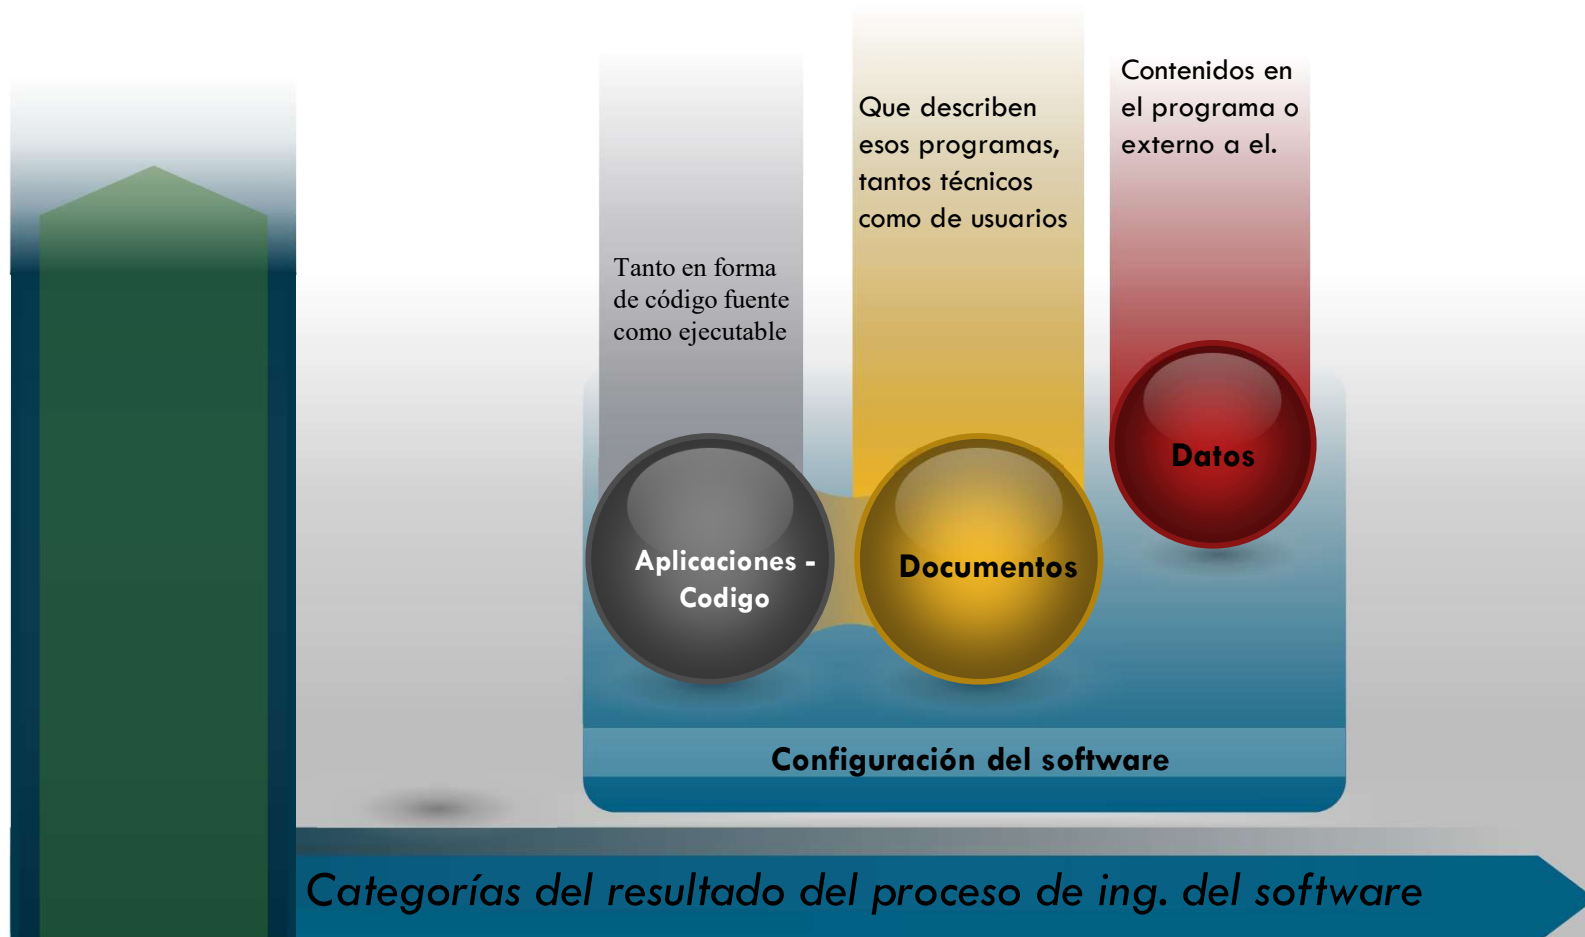 Tanto en forma
de código fuente
como ejecutable
Que describen
esos programas,
tantos técnicos
como de usuarios
Contenidos en
el programa o
externo a el.
Aplicaciones -
Codigo
Documentos
Datos
Configuración del software
Categorías del resultado del proceso de ing. del software